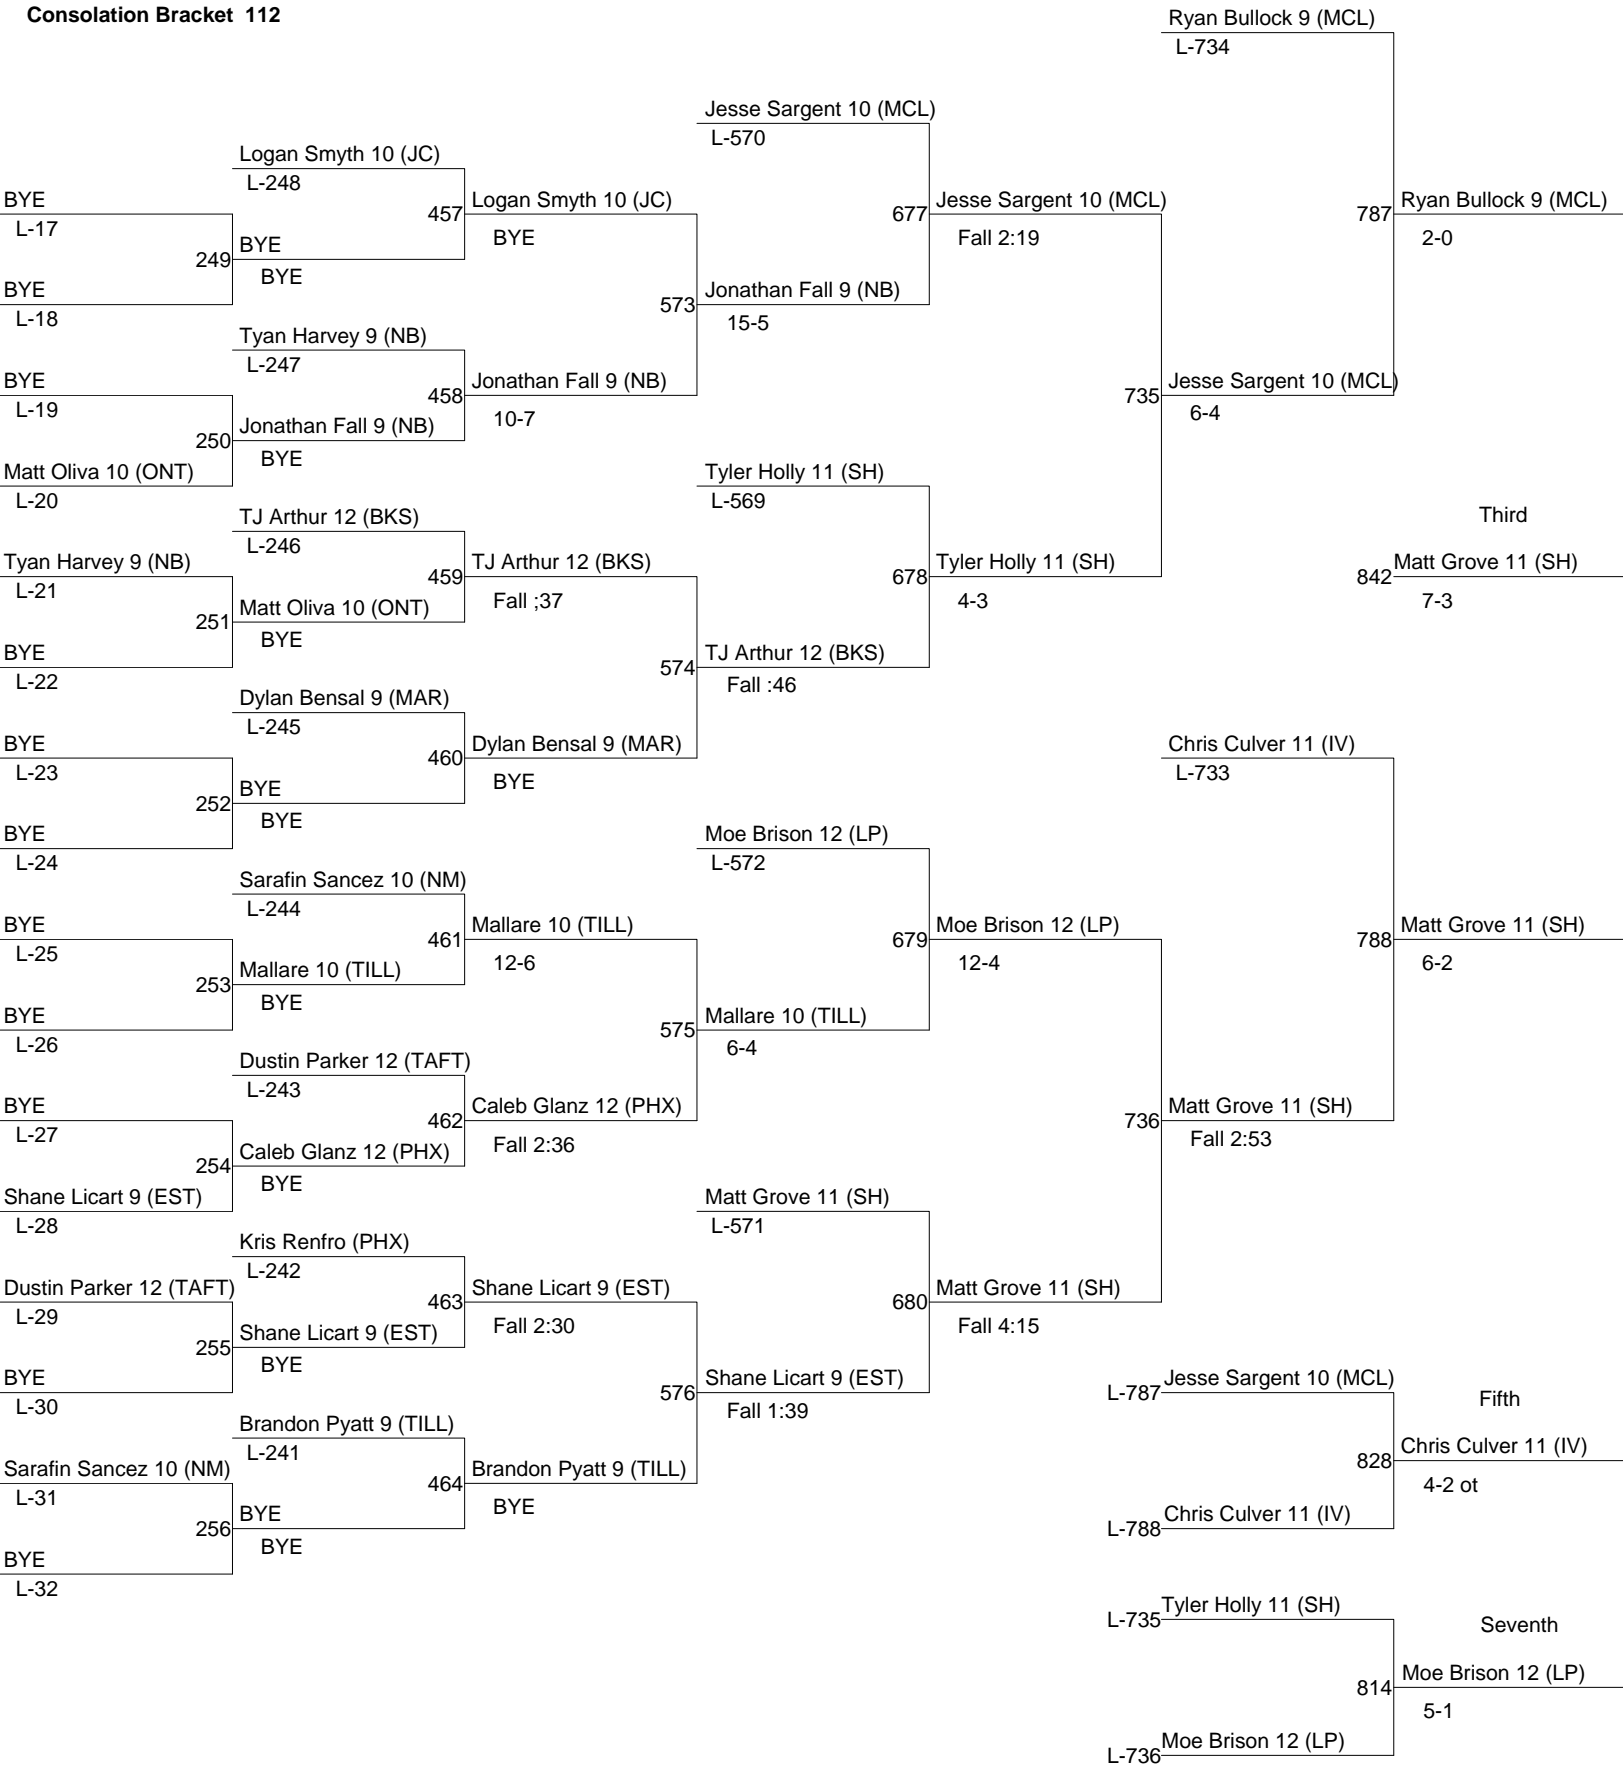 Consolation Bracket 112
BYE
L-17
BYE
L-18
BYE
L-19
Matt Oliva 10 (ONT)
L-20
Tyan Harvey 9 (NB)
L-21
BYE
L-22
BYE
L-23
BYE
L-24
BYE
L-25
BYE
L-26
BYE
L-27
Shane Licart 9 (EST)
L-28
Dustin Parker 12 (TAFT)
L-29
BYE
L-30
Sarafin Sancez 10 (NM)
L-31
BYE
L-32
Logan Smyth 10 (JC)
L-248
249
BYE
BYE
Tyan Harvey 9 (NB)
L-247
250
Jonathan Fall 9 (NB)
BYE
TJ Arthur 12 (BKS)
L-246
251
Matt Oliva 10 (ONT)
BYE
Dylan Bensal 9 (MAR)
L-245
252
BYE
BYE
Sarafin Sancez 10 (NM)
L-244
253
Mallare 10 (TILL)
BYE
Dustin Parker 12 (TAFT)
L-243
254
Caleb Glanz 12 (PHX)
BYE
Kris Renfro (PHX)
L-242
255
Shane Licart 9 (EST)
BYE
Brandon Pyatt 9 (TILL)
L-241
256
BYE
BYE
457
Logan Smyth 10 (JC)
BYE
458
Jonathan Fall 9 (NB)
10-7
459
TJ Arthur 12 (BKS)
Fall ;37
460
Dylan Bensal 9 (MAR)
BYE
461
Mallare 10 (TILL)
12-6
462
Caleb Glanz 12 (PHX)
Fall 2:36
463
Shane Licart 9 (EST)
Fall 2:30
464
Brandon Pyatt 9 (TILL)
BYE
Jesse Sargent 10 (MCL)
L-570
573
Jonathan Fall 9 (NB)
15-5
Tyler Holly 11 (SH)
L-569
574
TJ Arthur 12 (BKS)
Fall :46
Moe Brison 12 (LP)
L-572
575
Mallare 10 (TILL)
6-4
Matt Grove 11 (SH)
L-571
576
Shane Licart 9 (EST)
Fall 1:39
677
Jesse Sargent 10 (MCL)
Fall 2:19
678
Tyler Holly 11 (SH)
4-3
679
Moe Brison 12 (LP)
12-4
680
Matt Grove 11 (SH)
Fall 4:15
Ryan Bullock 9 (MCL)
L-734
735
Jesse Sargent 10 (MCL)
6-4
Chris Culver 11 (IV)
L-733
736
Matt Grove 11 (SH)
Fall 2:53
787
Ryan Bullock 9 (MCL)
2-0
Third
842
Matt Grove 11 (SH)
7-3
788
Matt Grove 11 (SH)
6-2
L-787
Jesse Sargent 10 (MCL)
L-788
Chris Culver 11 (IV)
Fifth
828
Chris Culver 11 (IV)
4-2 ot
L-735
Tyler Holly 11 (SH)
L-736
Moe Brison 12 (LP)
Seventh
814
Moe Brison 12 (LP)
5-1